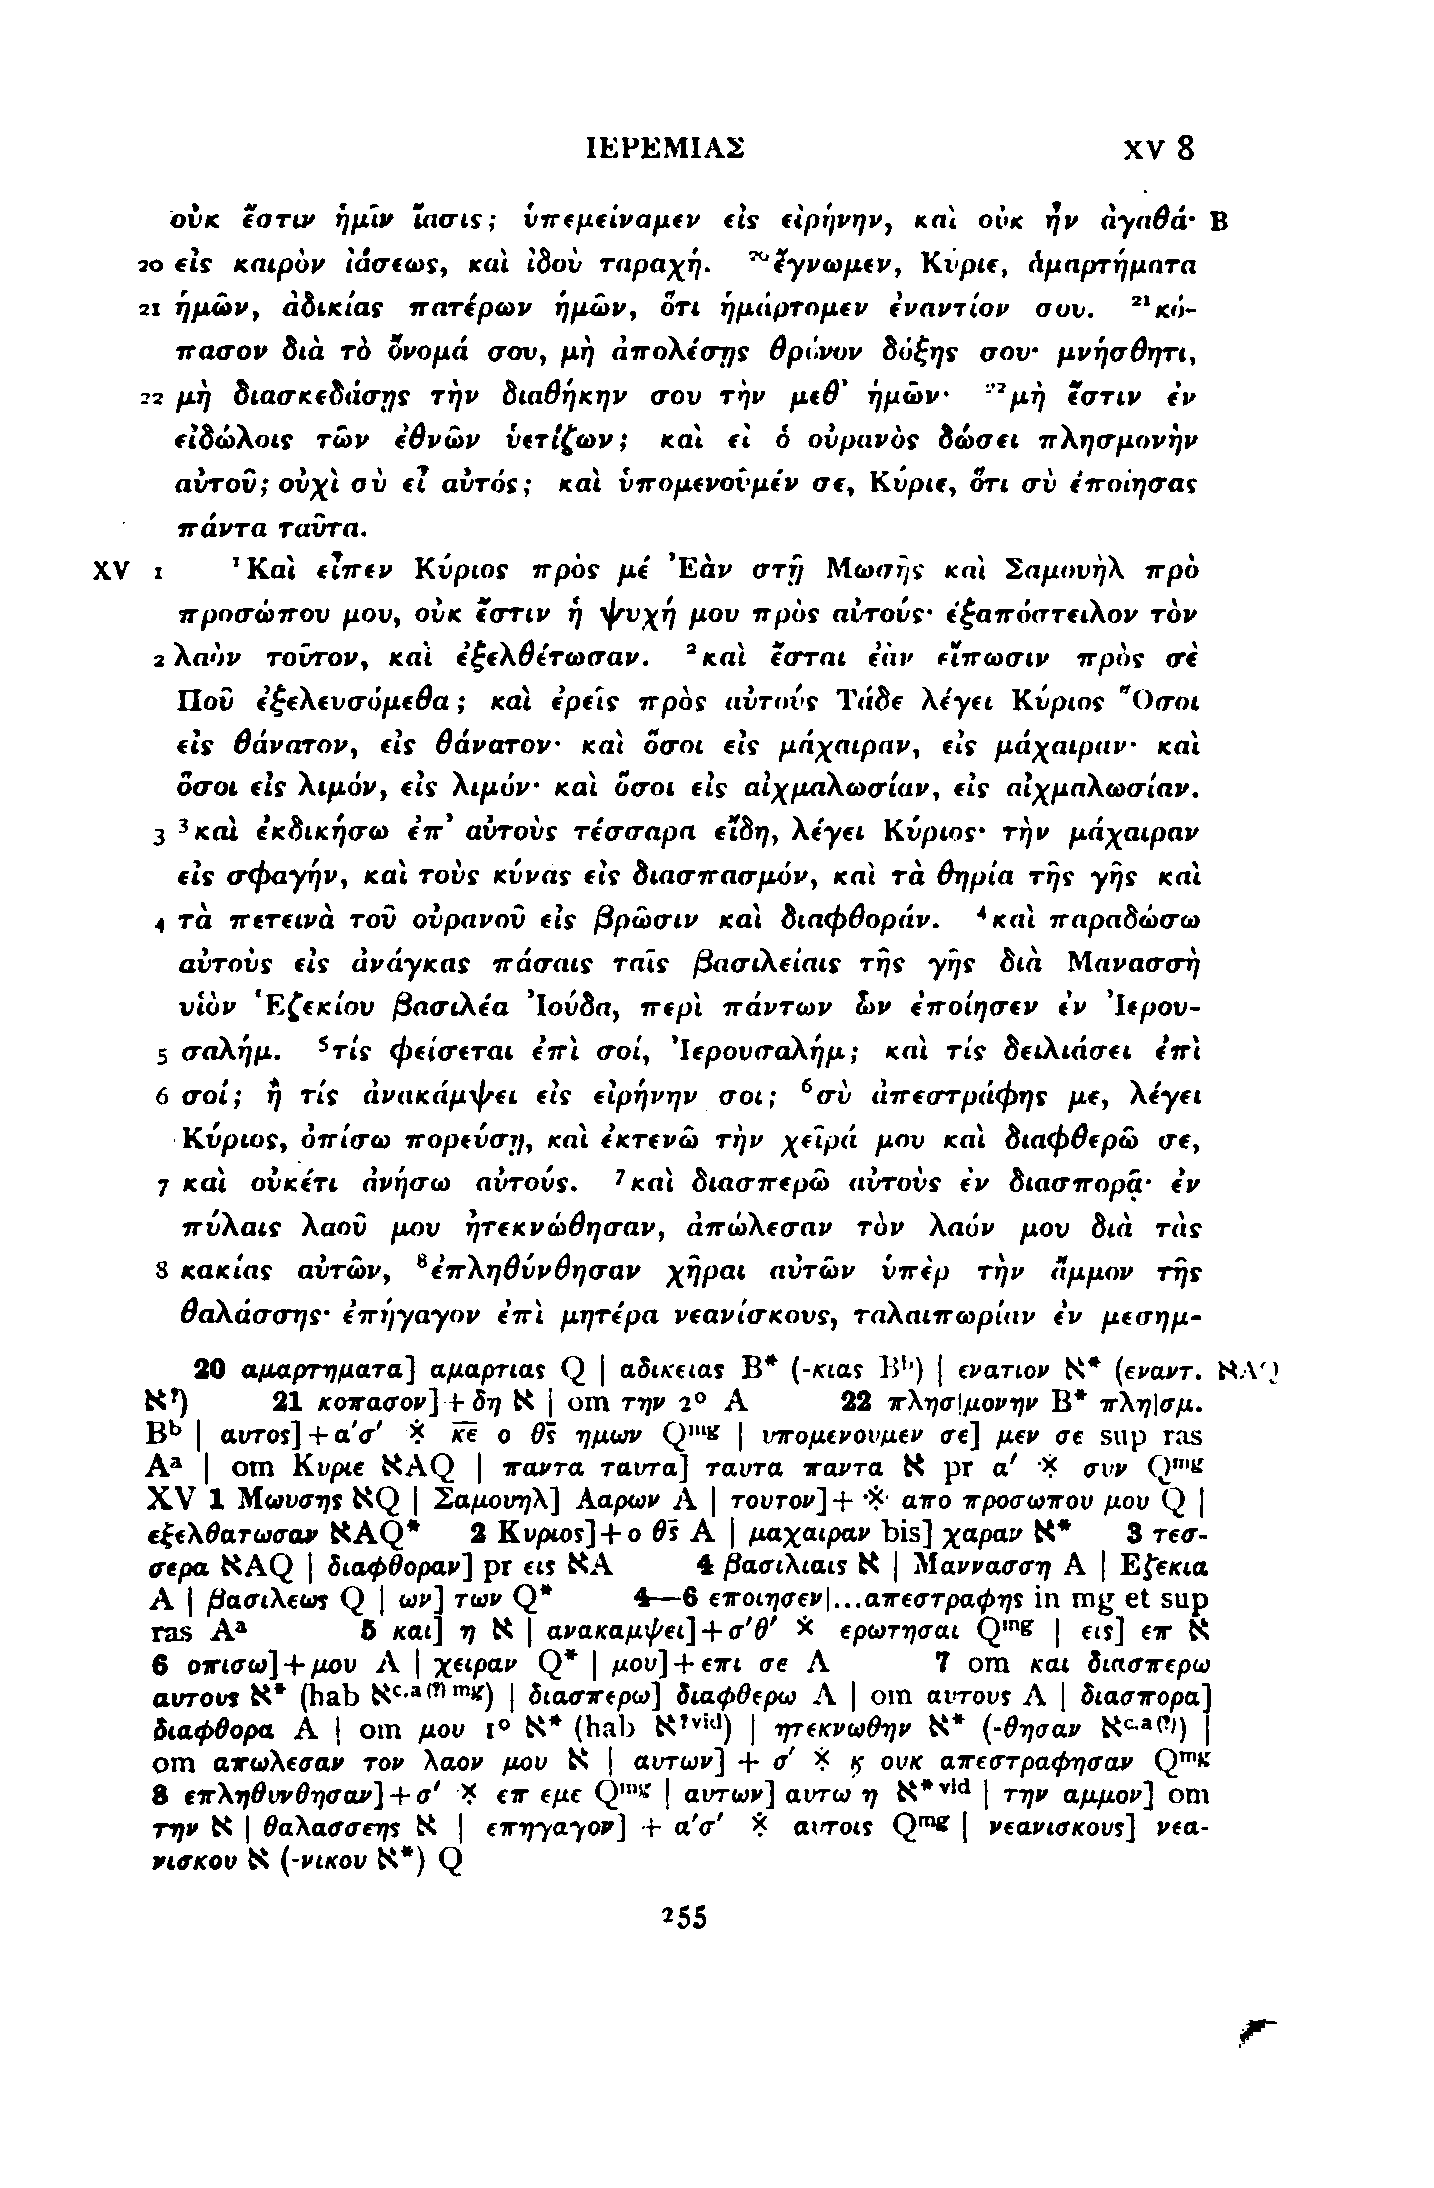 ΙΕΡΕΜΙΑΣ XV 8
οὐκ ἔστιν ἡμῖν ἴασις; ὑπεμείναμεν εἰς εἰρήνην, καὶ οὐκ ἦν ἀγαθά· B
20 εἰς καιρὸν ἰάσεως, καὶ ἰδοὺ ταραχή. ²⁰ἔγνωμεν, Κύριε, ἁμαρτήματα
21 ἡμῶν, ἀδικίας πατέρων ἡμῶν, ὅτι ἡμάρτομεν ἐναντίον σου. ²¹κό-
πασον διὰ τὸ ὄνομά σου, μὴ ἀπολέσῃς θρόνον δόξης σου· μνήσθητι,
22 μὴ διασκεδάσῃς τὴν διαθήκην σου τὴν μεθ᾽ ἡμῶν· ²²μὴ ἔστιν ἐν
εἰδώλοις τῶν ἐθνῶν ὑετίζων; καὶ εἰ ὁ οὐρανὸς δώσει πλησμονὴν
αὐτοῦ; οὐχὶ σὺ εἶ αὐτός; καὶ ὑπομενοῦμέν σε, Κύριε, ὅτι σὺ ἐποίησας
πάντα ταῦτα.
XV 1 ¹Καὶ εἶπεν Κύριος πρὸς μέ Ἐὰν στῇ Μωσῆς καὶ Σαμουὴλ πρὸ
προσώπου μου, οὐκ ἔστιν ἡ ψυχή μου πρὸς αὐτούς· ἐξαπόστειλον τὸν
2 λαὸν τοῦτον, καὶ ἐξελθέτωσαν. ²καὶ ἔσται ἐὰν εἴπωσιν πρὸς σέ
Ποῦ ἐξελευσόμεθα; καὶ ἐρεῖς πρὸς αὐτούς Τάδε λέγει Κύριος Ὅσοι
εἰς θάνατον, εἰς θάνατον· καὶ ὅσοι εἰς μάχαιραν, εἰς μάχαιραν· καὶ
ὅσοι εἰς λιμόν, εἰς λιμόν· καὶ ὅσοι εἰς αἰχμαλωσίαν, εἰς αἰχμαλωσίαν.
3 ³καὶ ἐκδικήσω ἐπ᾽ αὐτοὺς τέσσαρα εἴδη, λέγει Κύριος· τὴν μάχαιραν
εἰς σφαγήν, καὶ τοὺς κύνας εἰς διασπασμόν, καὶ τὰ θηρία τῆς γῆς καὶ
4 τὰ πετεινὰ τοῦ οὐρανοῦ εἰς βρῶσιν καὶ διαφθοράν. ⁴καὶ παραδώσω
αὐτοὺς εἰς ἀνάγκας πάσαις ταῖς βασιλείαις τῆς γῆς διὰ Μανασσὴ
υἱὸν Ἑζεκίου βασιλέα Ἰούδα, περὶ πάντων ὧν ἐποίησεν ἐν Ἰερου-
5 σαλήμ. ⁵τίς φείσεται ἐπὶ σοί, Ἰερουσαλήμ; καὶ τίς δειλιάσει ἐπὶ
6 σοί; ἢ τίς ἀνακάμψει εἰς εἰρήνην σοι; ⁶σὺ ἀπεστράφης με, λέγει
Κύριος, ὀπίσω πορεύσῃ, καὶ ἐκτενῶ τὴν χεῖρά μου καὶ διαφθερῶ σε,
7 καὶ οὐκέτι ἀνήσω αὐτούς. ⁷καὶ διασπερῶ αὐτοὺς ἐν διασπορᾷ· ἐν
πύλαις λαοῦ μου ἠτεκνώθησαν, ἀπώλεσαν τὸν λαόν μου διὰ τὰς
8 κακίας αὐτῶν, ⁸ἐπληθύνθησαν χῆραι αὐτῶν ὑπὲρ τὴν ἄμμον τῆς
θαλάσσης· ἐπήγαγον ἐπὶ μητέρα νεανίσκους, ταλαιπωρίαν ἐν μεσημ-
20 αμαρτηματα] αμαρτιας Q | αδικειας B* (-κιας Bᵇ) | ενατιον ℵ* (εναντ. ℵAQ
ℵ?) 21 κοπασον]+δη ℵ | om την 2° A 22 πλησ|μονην B* πλη|σμ.
Bᵇ | αυτος]+α′σ′ ※ κ̅ε̅ ο θ̅ς̅ ημων Qᵐᵍ | υπομενουμεν σε] μεν σε sup ras
Aᵃ | om Κυριε ℵAQ | παντα ταυτα] ταυτα παντα ℵ pr α′ ※ συν Qᵐᵍ
XV 1 Μωυσης ℵQ | Σαμουηλ] Ααρων A | τουτον]+※ απο προσωπου μου Q |
εξελθατωσαν ℵAQ* 2 Κυριος]+ο θ̅ς̅ A | μαχαιραν bis] χαραν ℵ* 3 τεσ-
σερα ℵAQ | διαφθοραν] pr εις ℵA 4 βασιλιαις ℵ | Μαννασση A | Εζεκια
A | βασιλεως Q | ων] των Q* 4—6 εποιησεν|...απεστραφης in mg et sup
ras Aᵃ 5 και] η ℵ | ανακαμψει]+σ′θ′ ※ ερωτησαι Qᵐᵍ | εις] επ ℵ
6 οπισω]+μου A | χειραν Q* | μου]+επι σε A 7 om και διασπερω
αυτους ℵ* (hab ℵᶜ·ᵃ⁽?⁾ ᵐᵍ) | διασπερω] διαφθερω A | om αυτους A | διασπορα]
διαφθορα A | om μου 1° ℵ* (hab ℵ?ᵛⁱᵈ) | ητεκνωθην ℵ* (-θησαν ℵᶜ·ᵃ⁽?⁾) |
om απωλεσαν τον λαον μου ℵ | αυτων] + σ′ ※ ϗ ουκ απεστραφησαν Qᵐᵍ
8 επληθυνθησαν]+σ′ ※ επ εμε Qᵐᵍ | αυτων] αυτω η ℵ*ᵛⁱᵈ | την αμμον] om
την ℵ | θαλασσεης ℵ | επηγαγον] + α′σ′ ※ αυτοις Qᵐᵍ | νεανισκους] νεα-
νισκου ℵ (-νικου ℵ*) Q
255